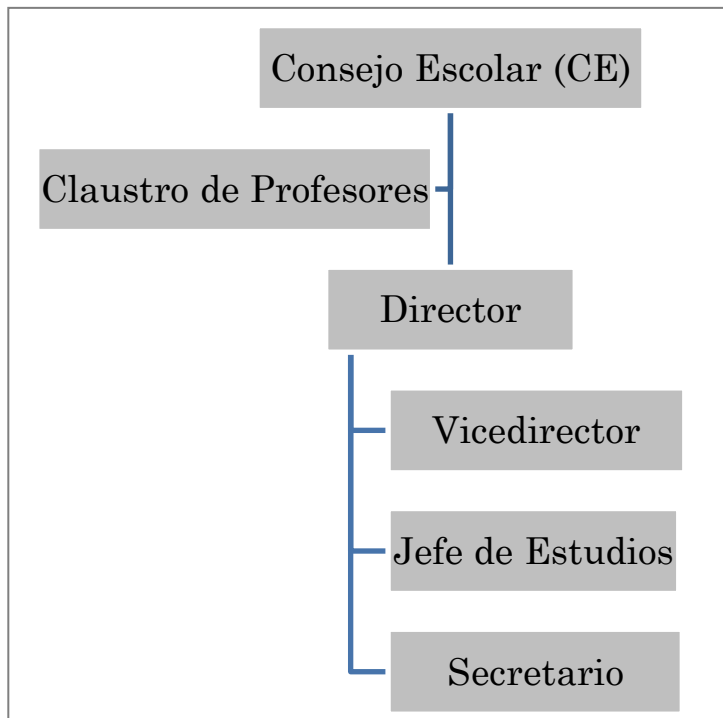 Consejo Escolar (CE)
Claustro de Profesores
Director
Vicedirector
Jefe de Estudios
Secretario